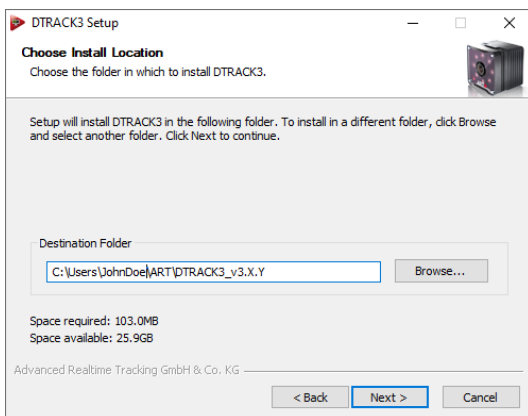 DTRACK3 Setup
Choose Install Location
Choose the folder in which to install DTRACK3.
Setup will install DTRACK3 in the following folder. To install in a different folder, click Browse
and select another folder. Click Next to continue.
Destination Folder
C:\Users\JohnDoe\ART\DTRACK3_v3.X.Y
Browse...
Space required: 103.0MB
Space available: 25.9GB
Advanced Realtime Tracking GmbH & Co. KG
< Back Next > Cancel